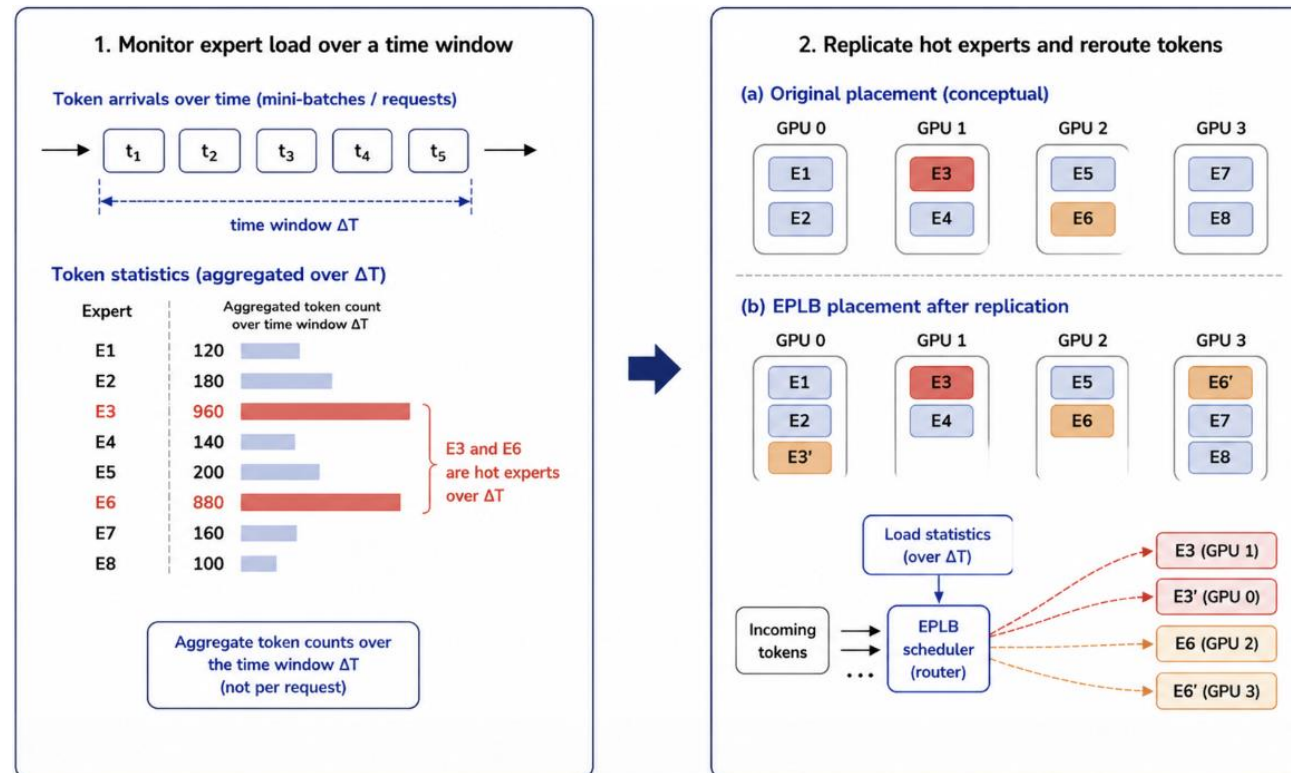 1. Monitor expert load over a time window
Token arrivals over time (mini-batches / requests)
t₁ t₂ t₃ t₄ t₅
time window ΔT
Token statistics (aggregated over ΔT)
Expert
Aggregated token count
over time window ΔT
E1 120
E2 180
E3 960
E4 140
E5 200
E6 880
E7 160
E8 100
E3 and E6
are hot experts
over ΔT
Aggregate token counts over
the time window ΔT
(not per request)
2. Replicate hot experts and reroute tokens
(a) Original placement (conceptual)
GPU 0 GPU 1 GPU 2 GPU 3
E1 E3 E5 E7
E2 E4 E6 E8
(b) EPLB placement after replication
GPU 0 GPU 1 GPU 2 GPU 3
E1 E3 E5 E6′
E2 E4 E6 E7
E3′ E8
Load statistics
(over ΔT)
Incoming
tokens
...
EPLB
scheduler
(router)
E3 (GPU 1)
E3′ (GPU 0)
E6 (GPU 2)
E6′ (GPU 3)